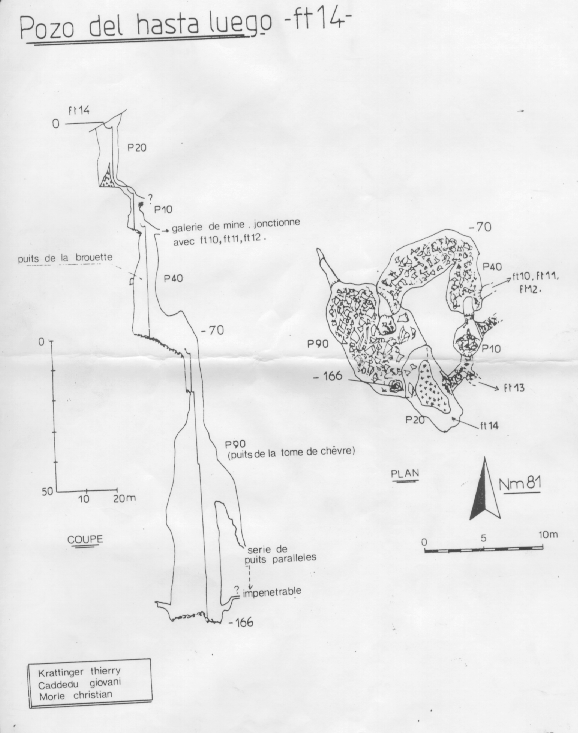 Pozo del hasta luego -ft14-
ft14
0
P20
?
P10
galerie de mine, jonctionne
avec ft10, ft11, ft12.
puits de la brouette
P40
-70
0
P90
(puits de la tome de chêvre)
50
10 20m
COUPE
serie de
puits paralleles
? impenetrable
-166
-70
P40
ft10, ft11,
ft12.
P90
P10
-166
ft13
P20
ft14
PLAN
Nm81
0 5 10m
Krattinger thierry
Caddedu giovani
Morie christian